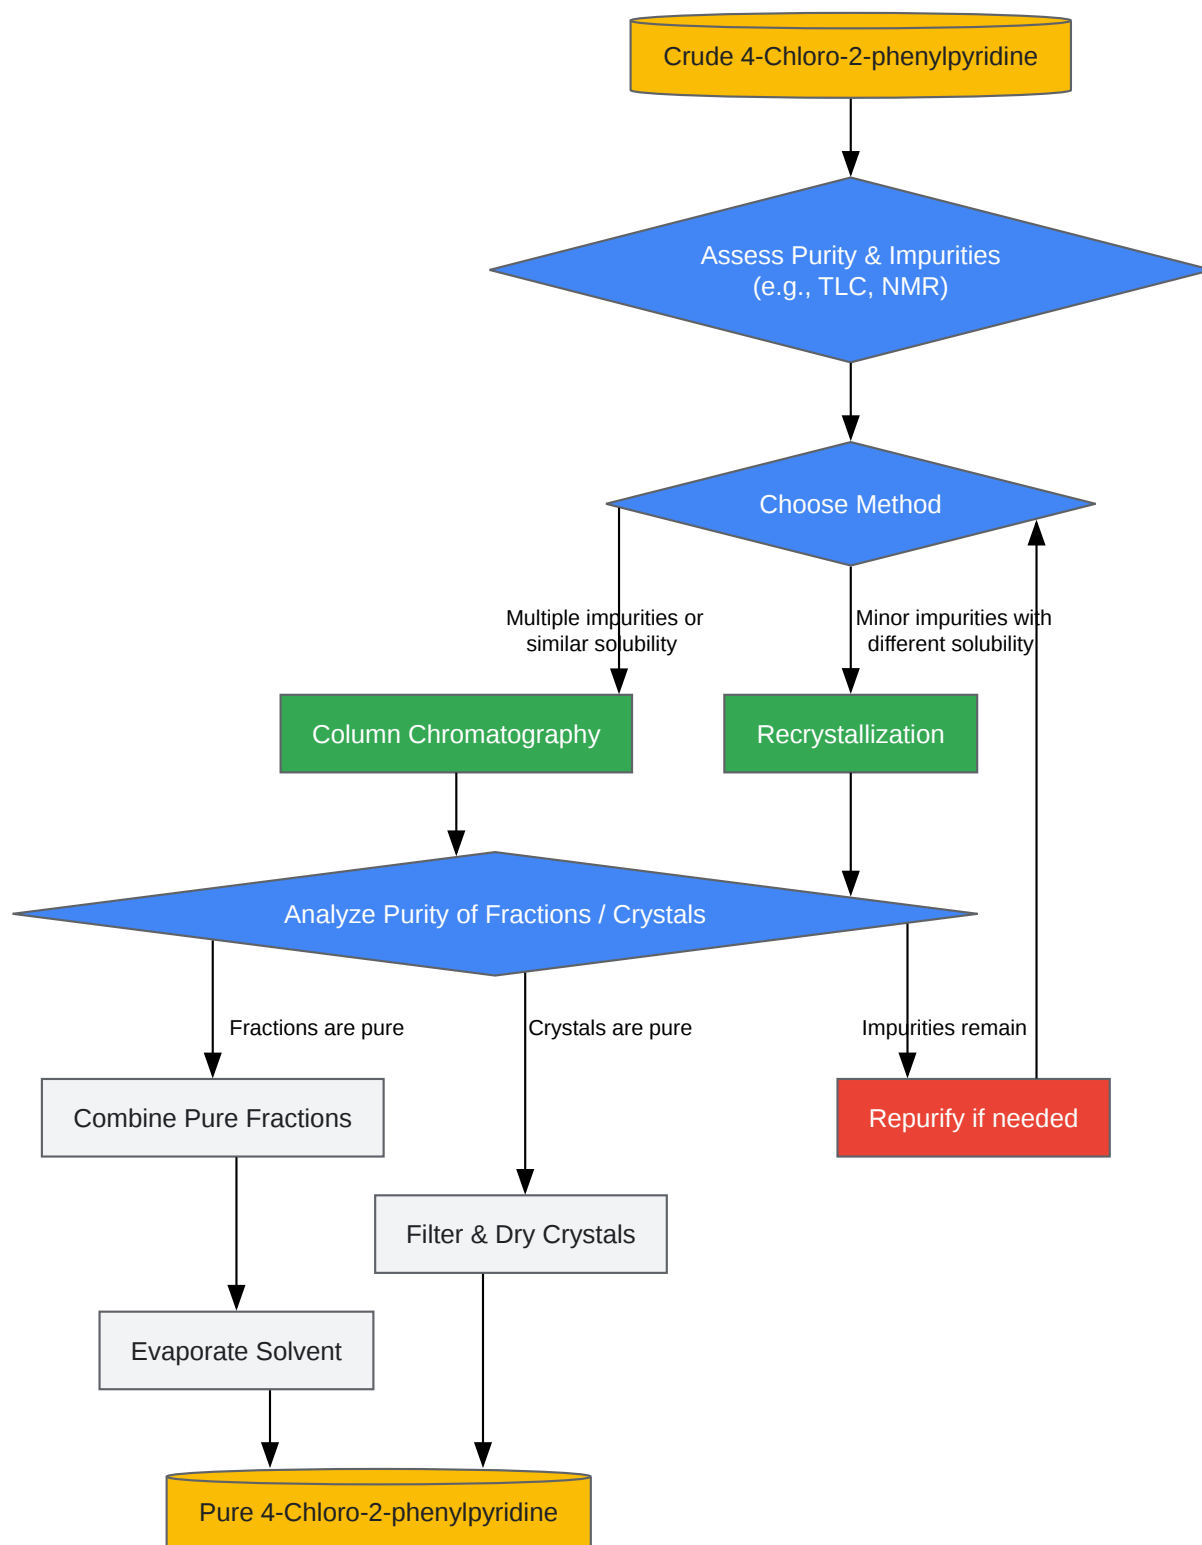 Crude 4-Chloro-2-phenylpyridine
Assess Purity & Impurities
(e.g., TLC, NMR)
Choose Method
Multiple impurities or
similar solubility
Minor impurities with
different solubility
Column Chromatography
Recrystallization
Analyze Purity of Fractions / Crystals
Fractions are pure
Crystals are pure
Impurities remain
Combine Pure Fractions
Repurify if needed
Filter & Dry Crystals
Evaporate Solvent
Pure 4-Chloro-2-phenylpyridine